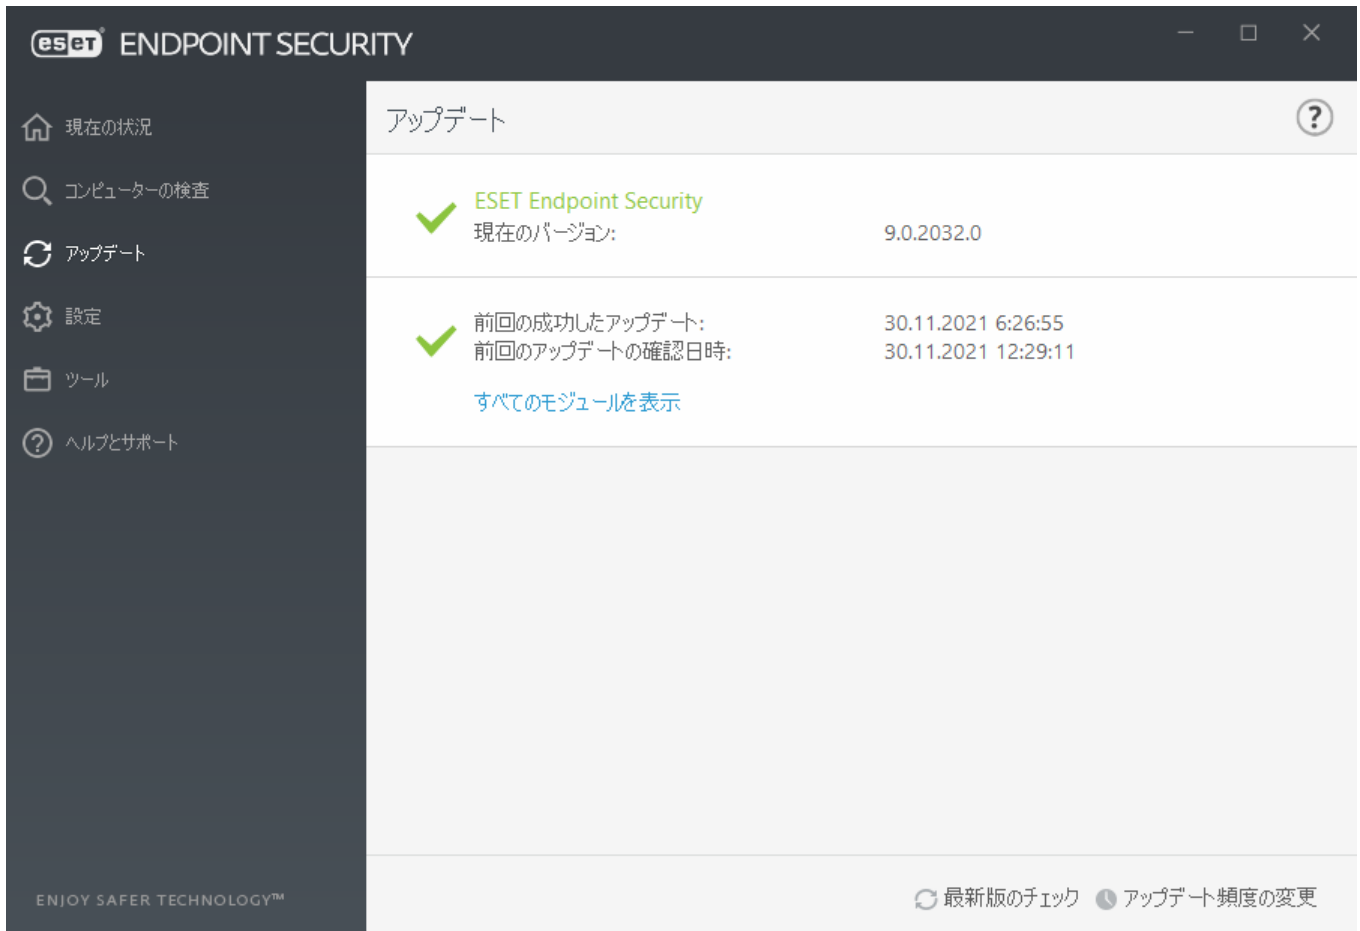 eseT ENDPOINT SECURITY
現在の状況
コンピューターの検査
アップデート
設定
ツール
ヘルプとサポート
ENJOY SAFER TECHNOLOGY™
アップデート
?
ESET Endpoint Security
現在のバージョン: 9.0.2032.0
前回の成功したアップデート: 30.11.2021 6:26:55
前回のアップデートの確認日時: 30.11.2021 12:29:11
すべてのモジュールを表示
最新版のチェック アップデート頻度の変更